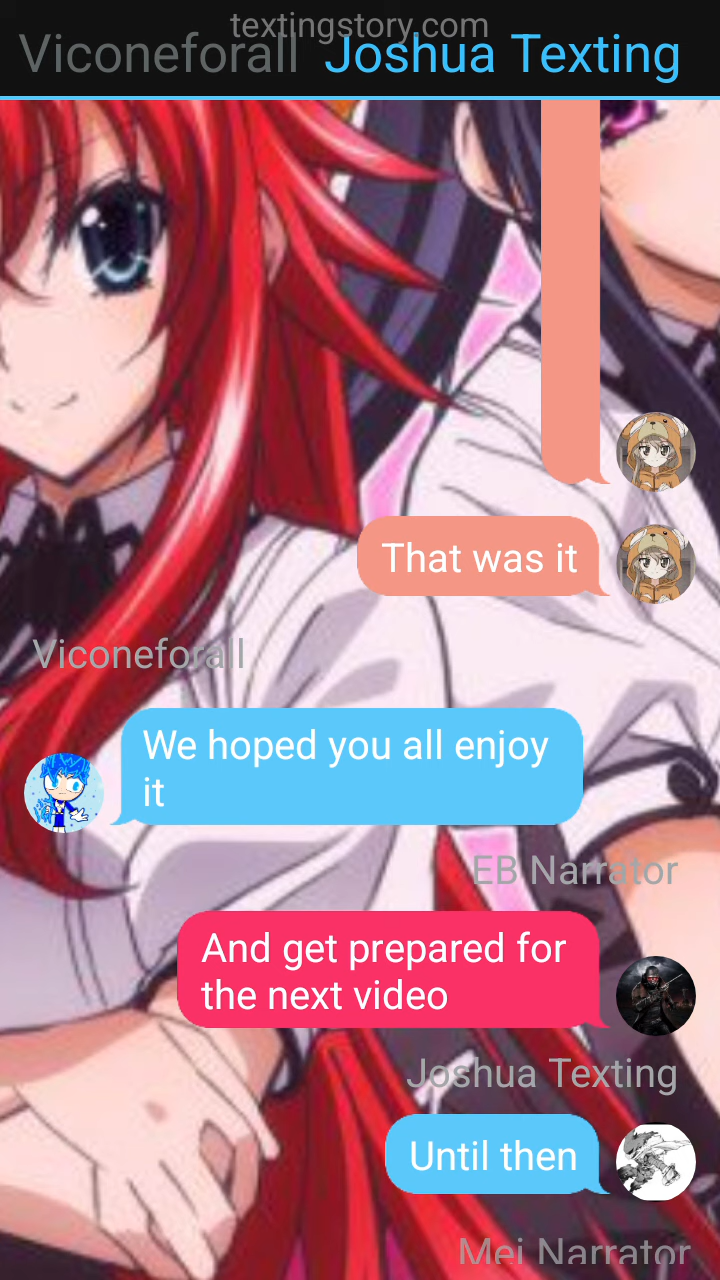 textingstory.com
Viconeforall Joshua Texting
That was it
Viconeforall
We hoped you all enjoy
it
EB Narrator
And get prepared for
the next video
Joshua Texting
Until then
Mei Narrator